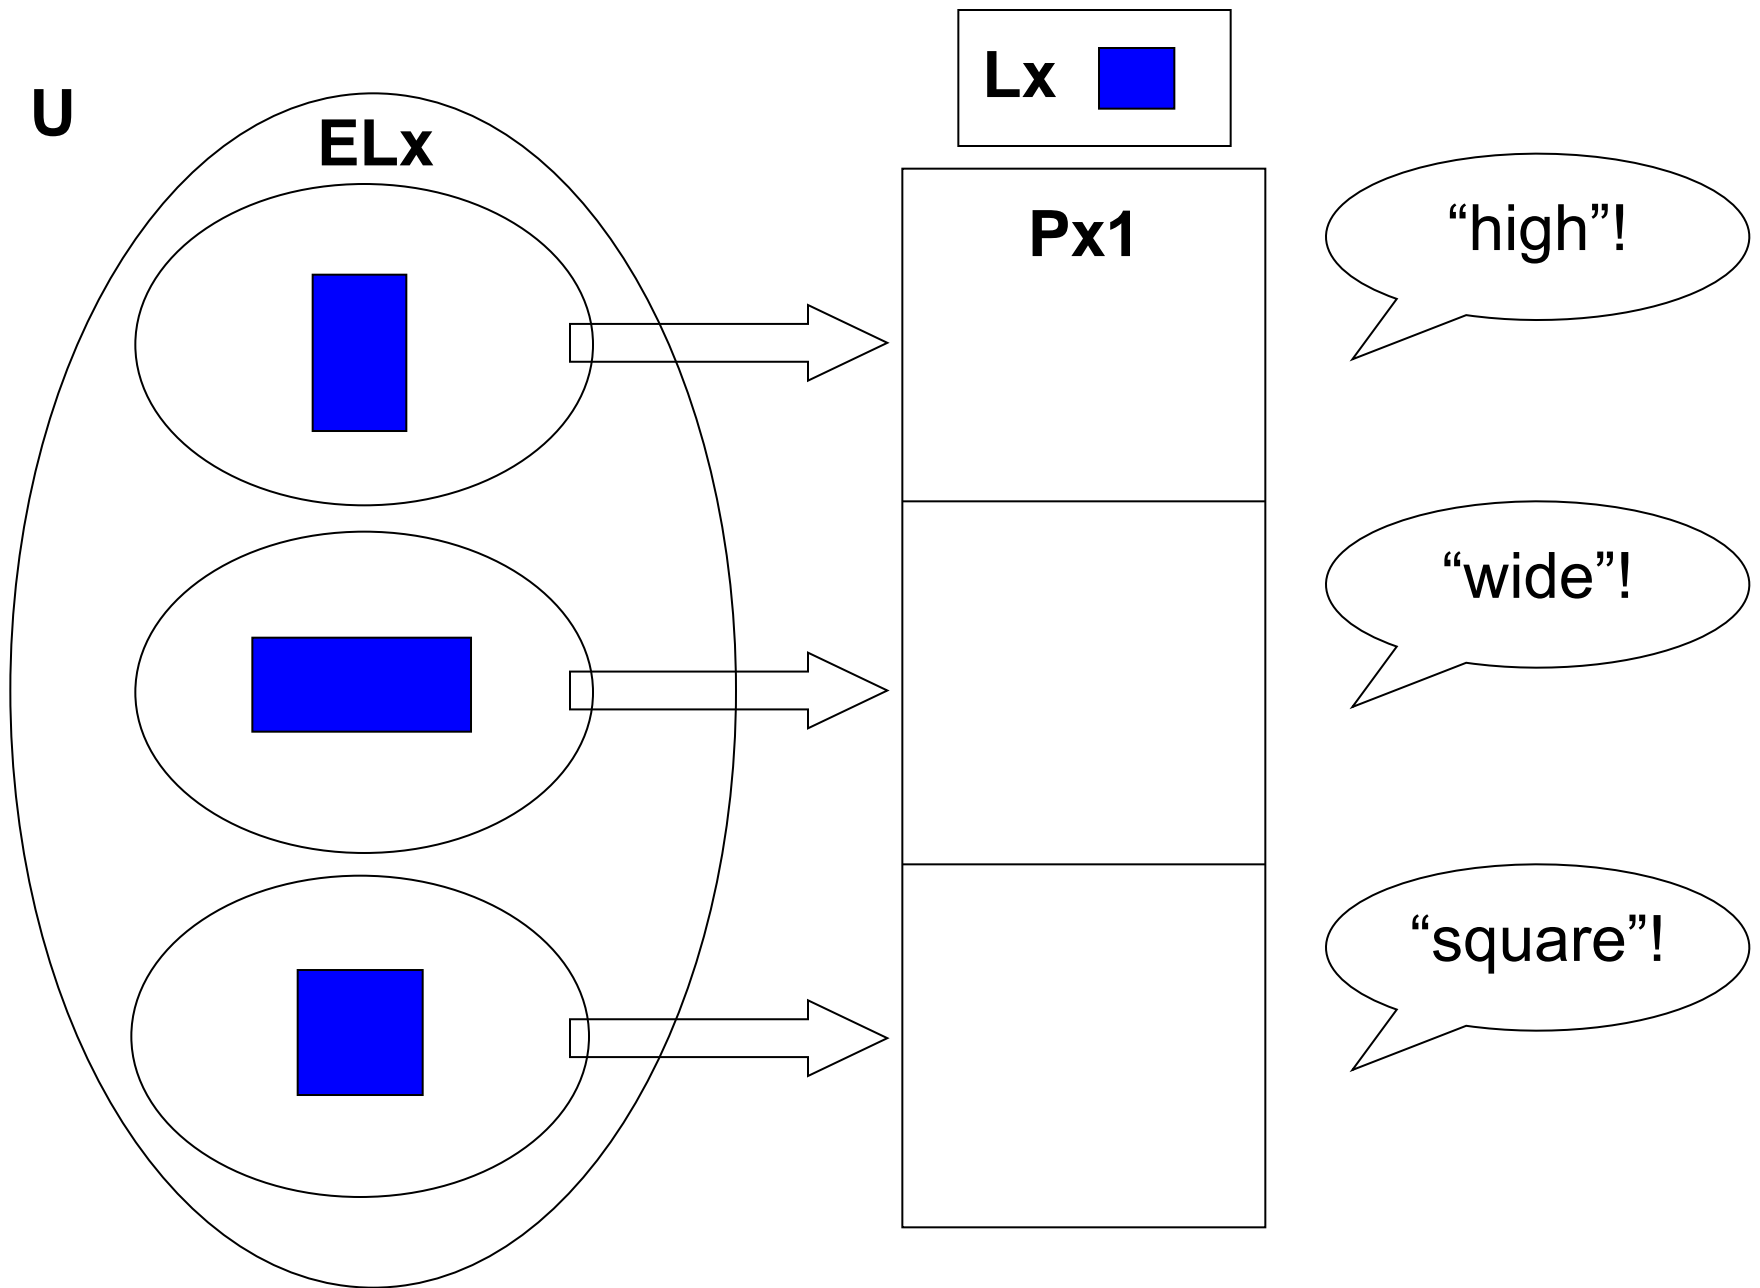 U
ELx
Lx
Px1
“high”!
“wide”!
“square”!